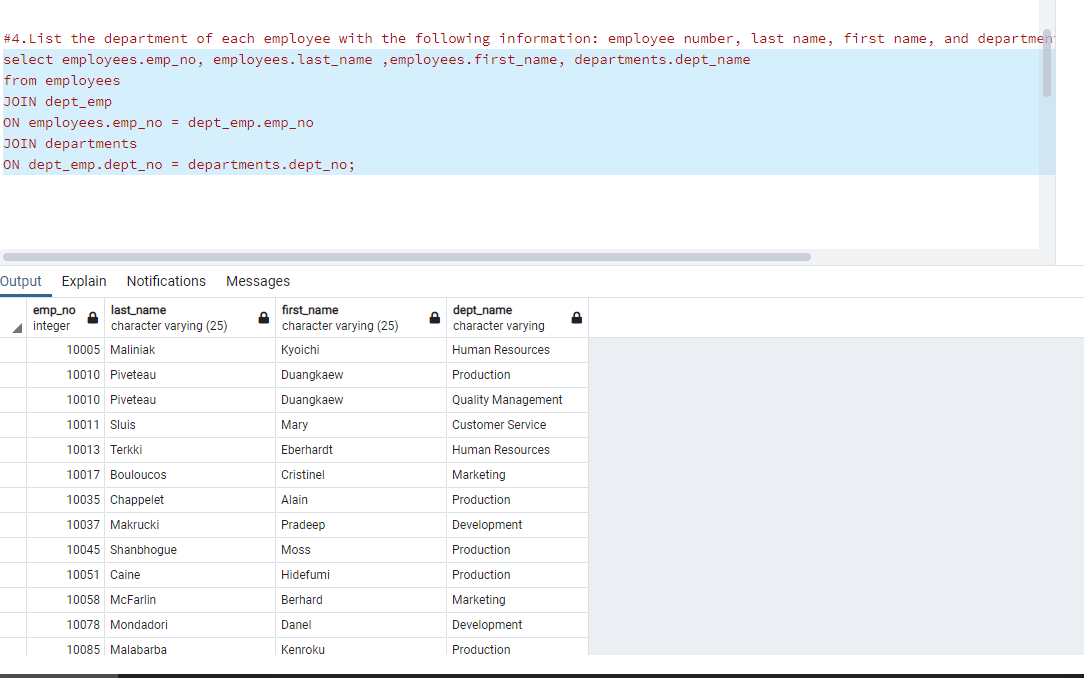 #4.List the department of each employee with the following information: employee number, last name, first name, and
select employees.emp_no, employees.last_name ,employees.first_name, departments.dept_name
from employees
JOIN dept_emp
ON employees.emp_no = dept_emp.emp_no
JOIN departments
ON dept_emp.dept_no = departments.dept_no;
Output Explain Notifications Messages
emp_no last_name first_name dept_name
integer character varying (25) character varying (25) character varying
10005 Maliniak Kyoichi Human Resources
10010 Piveteau Duangkaew Production
10010 Piveteau Duangkaew Quality Management
10011 Sluis Mary Customer Service
10013 Terkki Eberhardt Human Resources
10017 Bouloucos Cristinel Marketing
10035 Chappelet Alain Production
10037 Makrucki Pradeep Development
10045 Shanbhogue Moss Production
10051 Caine Hidefumi Production
10058 McFarlin Berhard Marketing
10078 Mondadori Danel Development
10085 Malabarba Kenroku Production